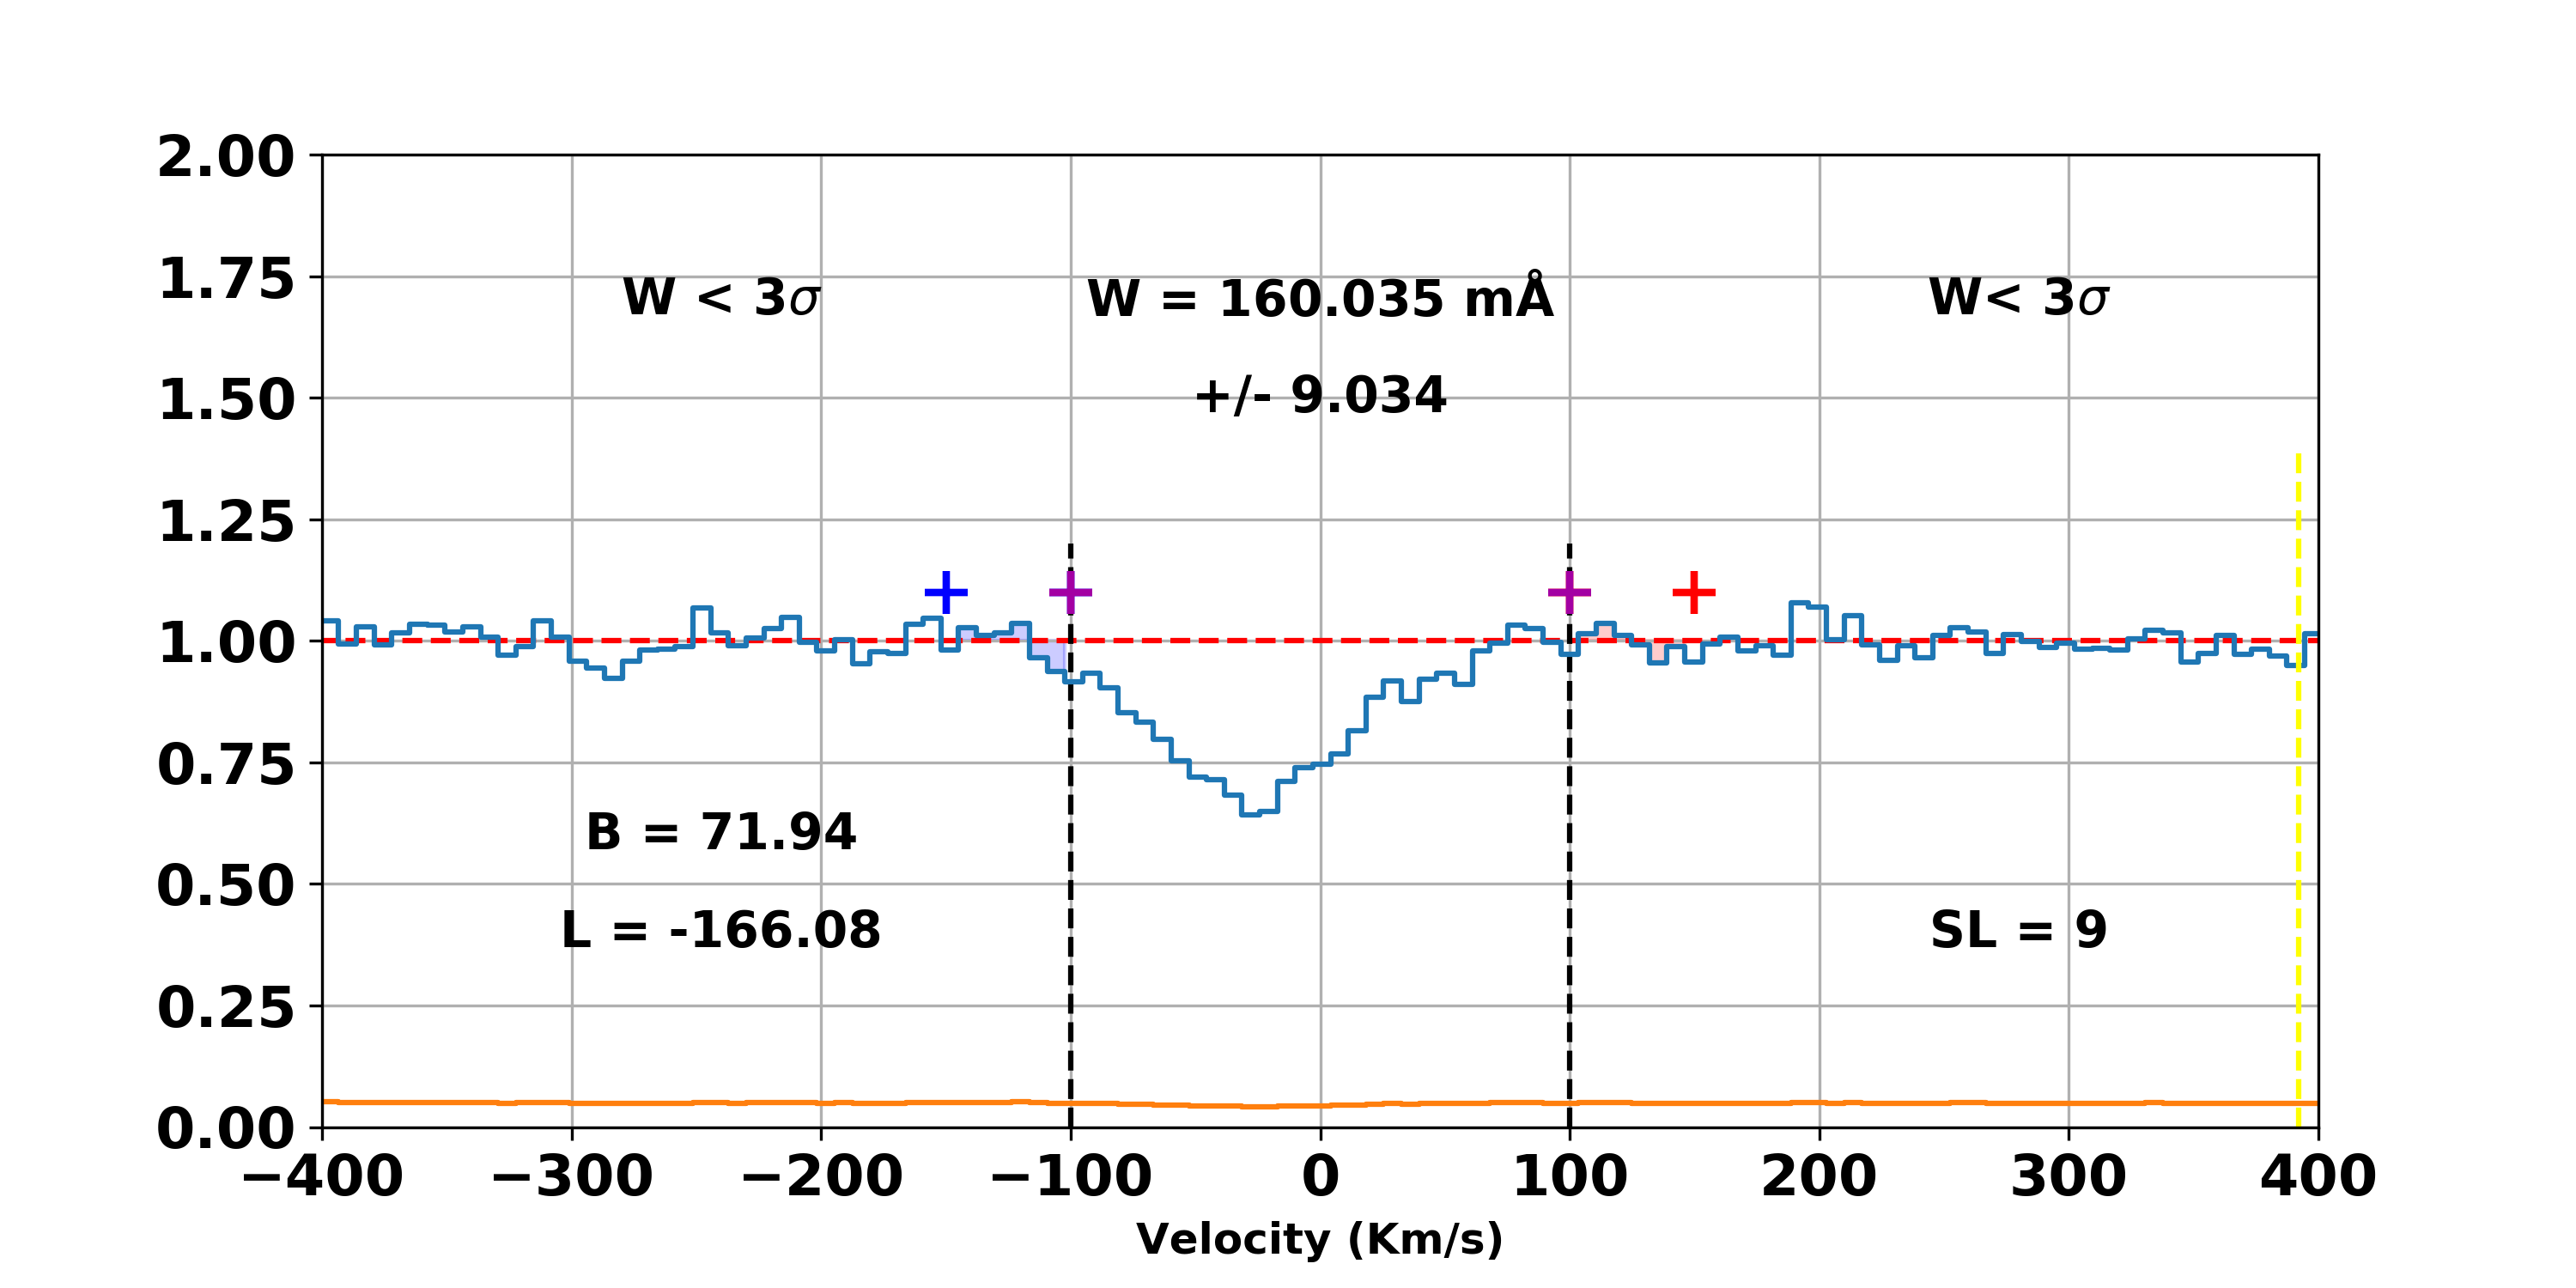 2.00
1.75
W < 3σ W = 160.035 mÅ W< 3σ
1.50
+/- 9.034
1.25
1.00
0.75
B = 71.94
0.50
L = -166.08 SL = 9
0.25
0.00
−400 −300 −200 −100 0 100 200 300 400
Velocity (Km/s)